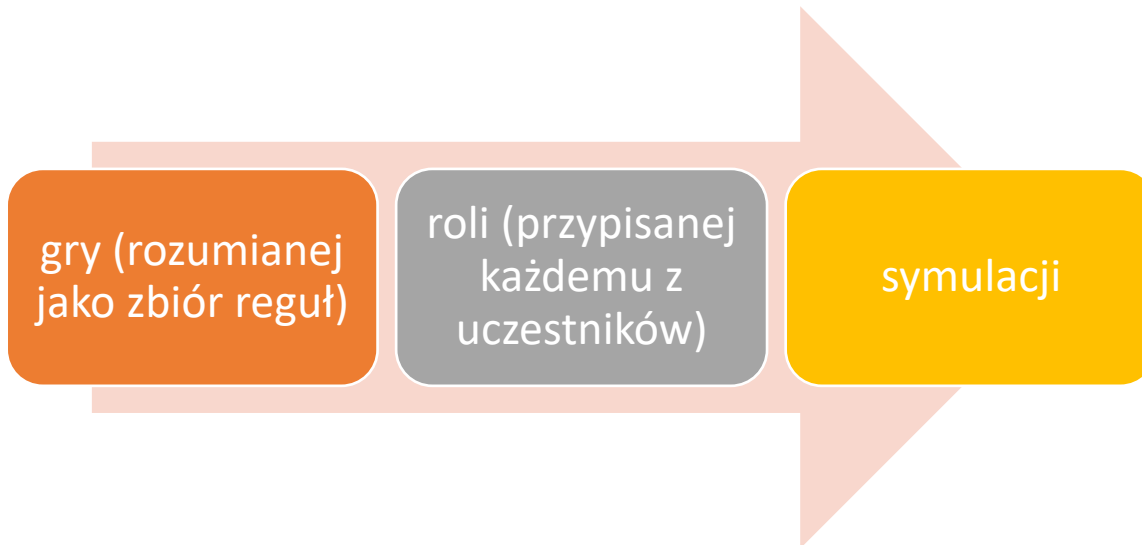 gry (rozumianej
jako zbiór reguł)
roli (przypisanej
każdemu z
uczestników)
symulacji